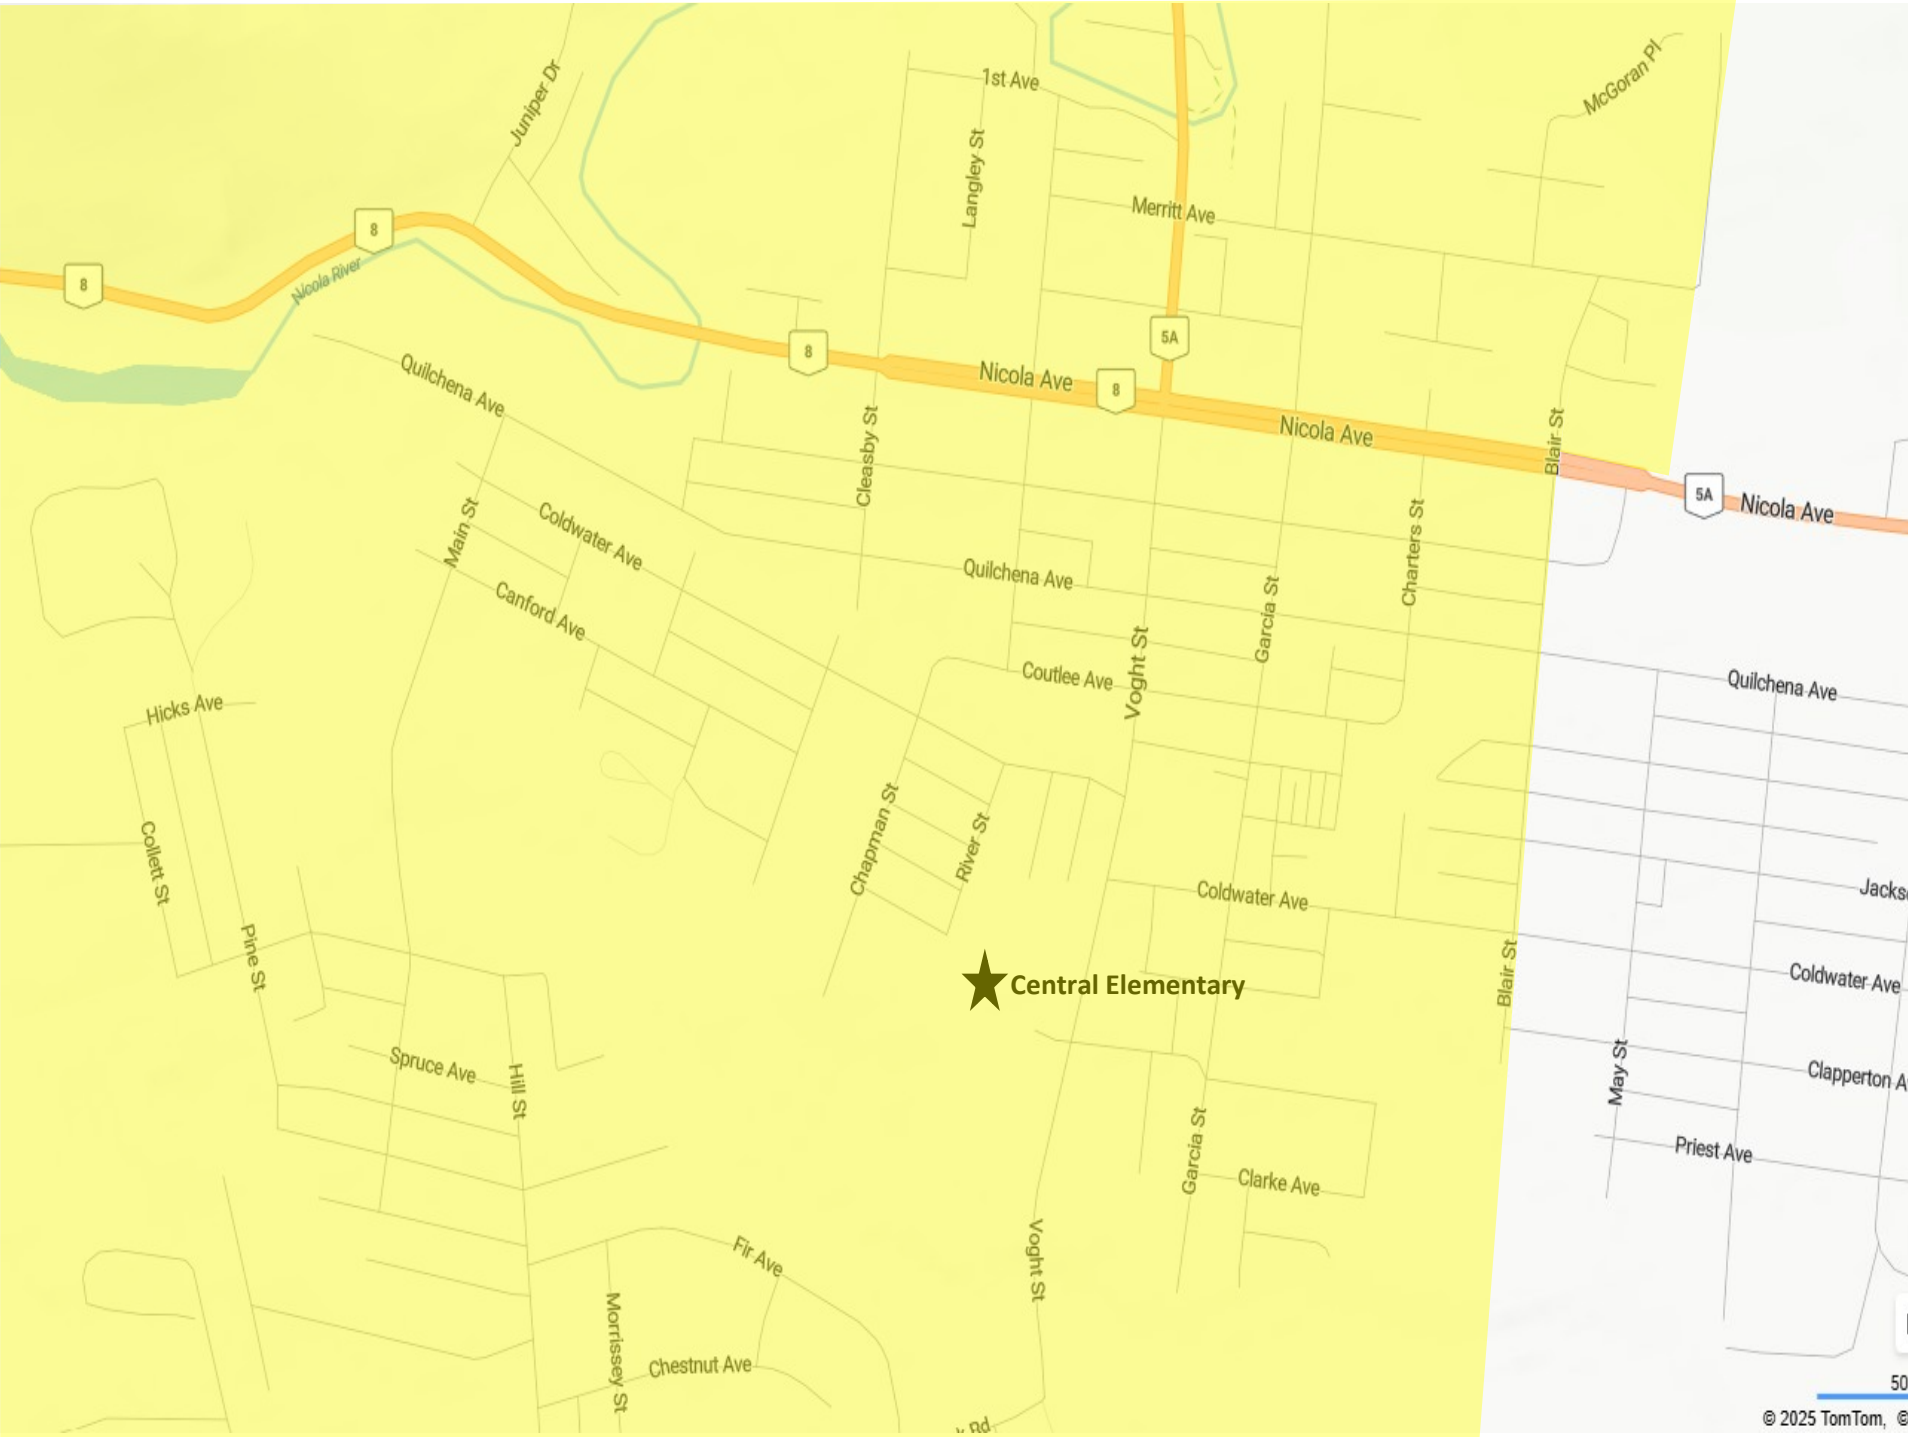 McGoran Pl
Juniper Dr
1st Ave
Langley St
Merritt Ave
8
8
Nicola River
5A
8
Nicola Ave
8
Quilchena Ave
Cleasby St
Nicola Ave
Blair St
5A
Nicola Ave
Main St
Coldwater Ave
Charters St
Quilchena Ave
Canford Ave
Garcia St
Voght St
Coutlee Ave
Quilchena Ave
Hicks Ave
Chapman St
River St
Collett St
Coldwater Ave
Jacks
Pine St
Blair St
Coldwater Ave
Central Elementary
Spruce Ave
Hill St
May St
Clapperton A
Garcia St
Priest Ave
Clarke Ave
Voght St
Fir Ave
Morrissey St
Chestnut Ave
Rd
50
© 2025 TomTom, ©